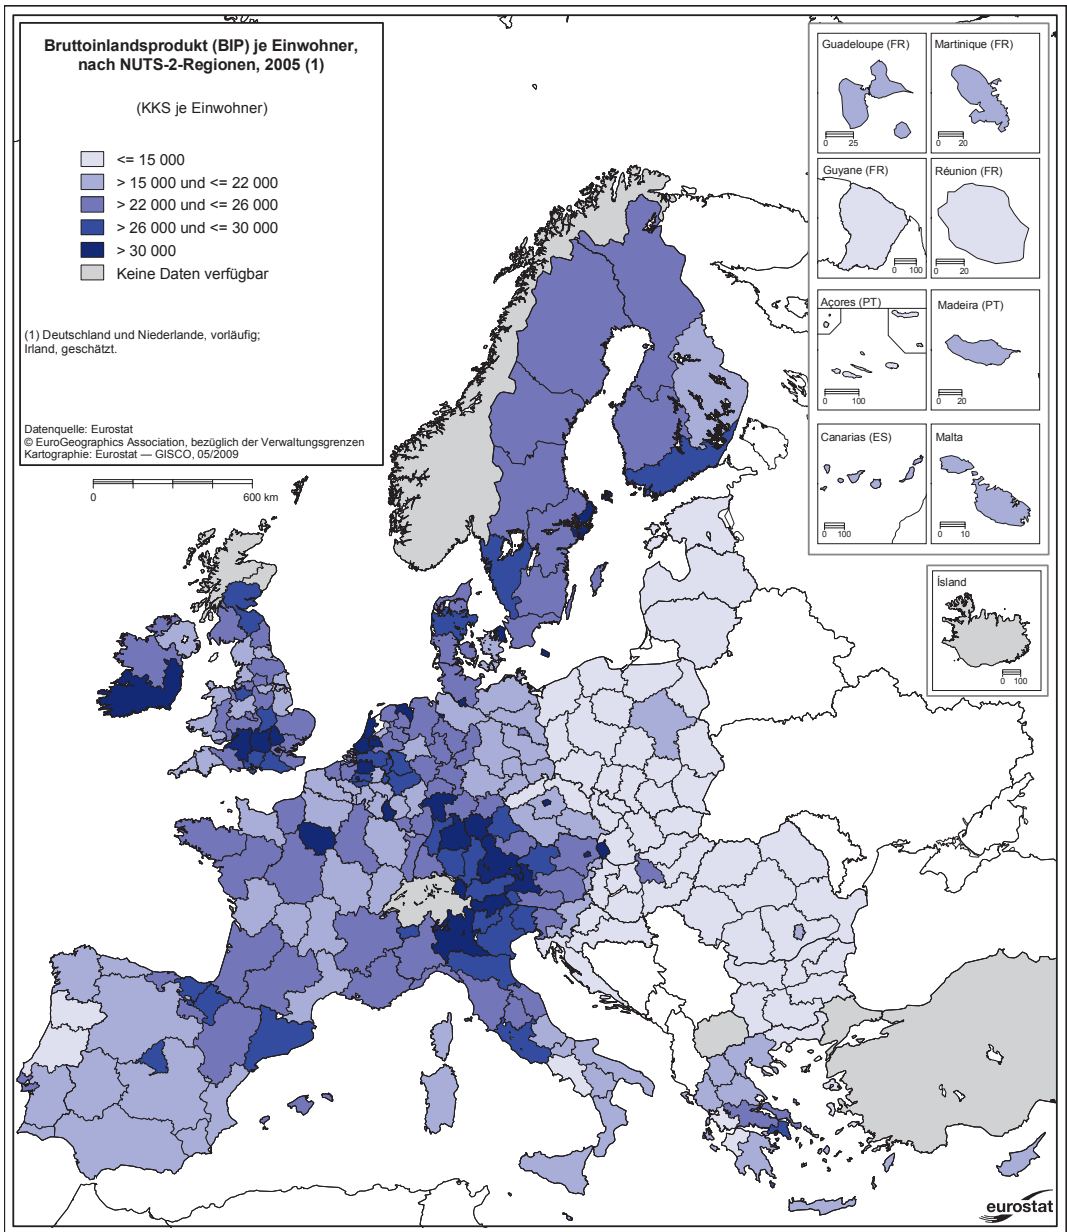 Bruttoinlandsprodukt (BIP) je Einwohner,
nach NUTS-2-Regionen, 2005 (1)
(KKS je Einwohner)
<= 15 000
> 15 000 und <= 22 000
> 22 000 und <= 26 000
> 26 000 und <= 30 000
> 30 000
Keine Daten verfügbar
(1) Deutschland und Niederlande, vorläufig;
Irland, geschätzt.
Datenquelle: Eurostat
© EuroGeographics Association, bezüglich der Verwaltungsgrenzen
Kartographie: Eurostat — GISCO, 05/2009
0 600 km
Guadeloupe (FR)
0 25
Martinique (FR)
0 20
Guyane (FR)
0 100
Réunion (FR)
0 20
Açores (PT)
0 100
Madeira (PT)
0 20
Canarias (ES)
0 100
Malta
0 10
Ísland
0 100
eurostat